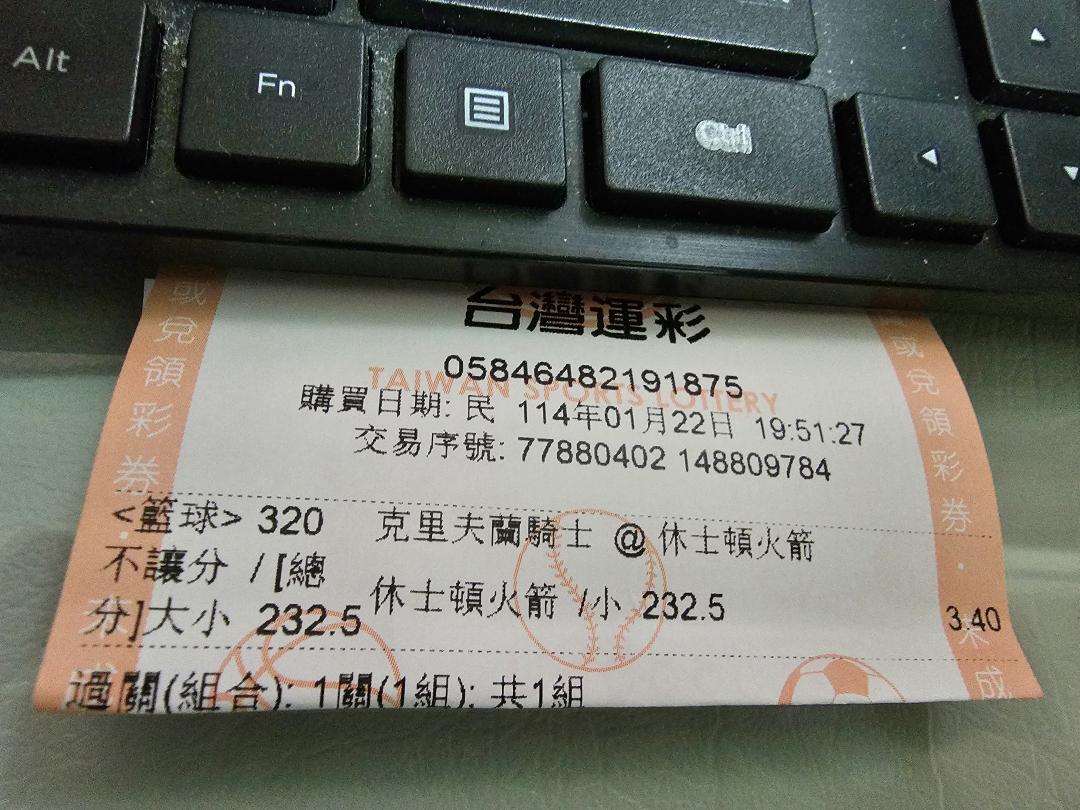 Alt
Fn
Ctrl
台灣運彩
TAIWAN SPORTS LOTTERY
05846482191875
購買日期: 民 114年01月22日 19:51:27
交易序號: 77880402 148809784
<籃球> 320 克里夫蘭騎士 @ 休士頓火箭
不讓分 / [總
分]大小 232.5 休士頓火箭 /小 232.5 3.40
過關(組合): 1關(1組): 共1組
或兌領彩券
或兌領彩券・未成